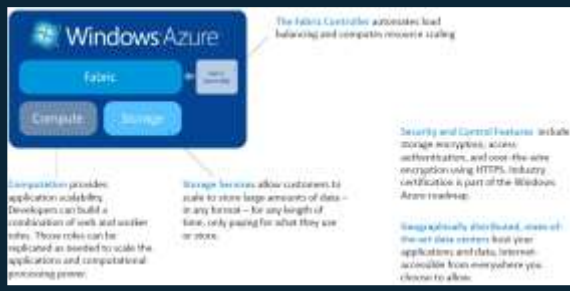 Windows Azure
Fabric
Compute
Storage
The Fabric Controller automates load
balancing and computes resource scaling
Computation provides
application scalability.
Developers can build a
combination of web and worker
roles. Those roles can be
replicated as needed to scale the
applications and computational
processing power.
Storage Services allow customers to
scale to store large amounts of data –
in any format – for any length of
time, only paying for what they use
or store.
Security and Control Features include
storage encryption, access
authentication, and over-the-wire
encryption using HTTPS. Industry
certification is part of the Windows
Azure roadmap.
Geographically distributed, state-of-
the-art data centers host your
applications and data, internet-
accessible from everywhere you
choose to allow.